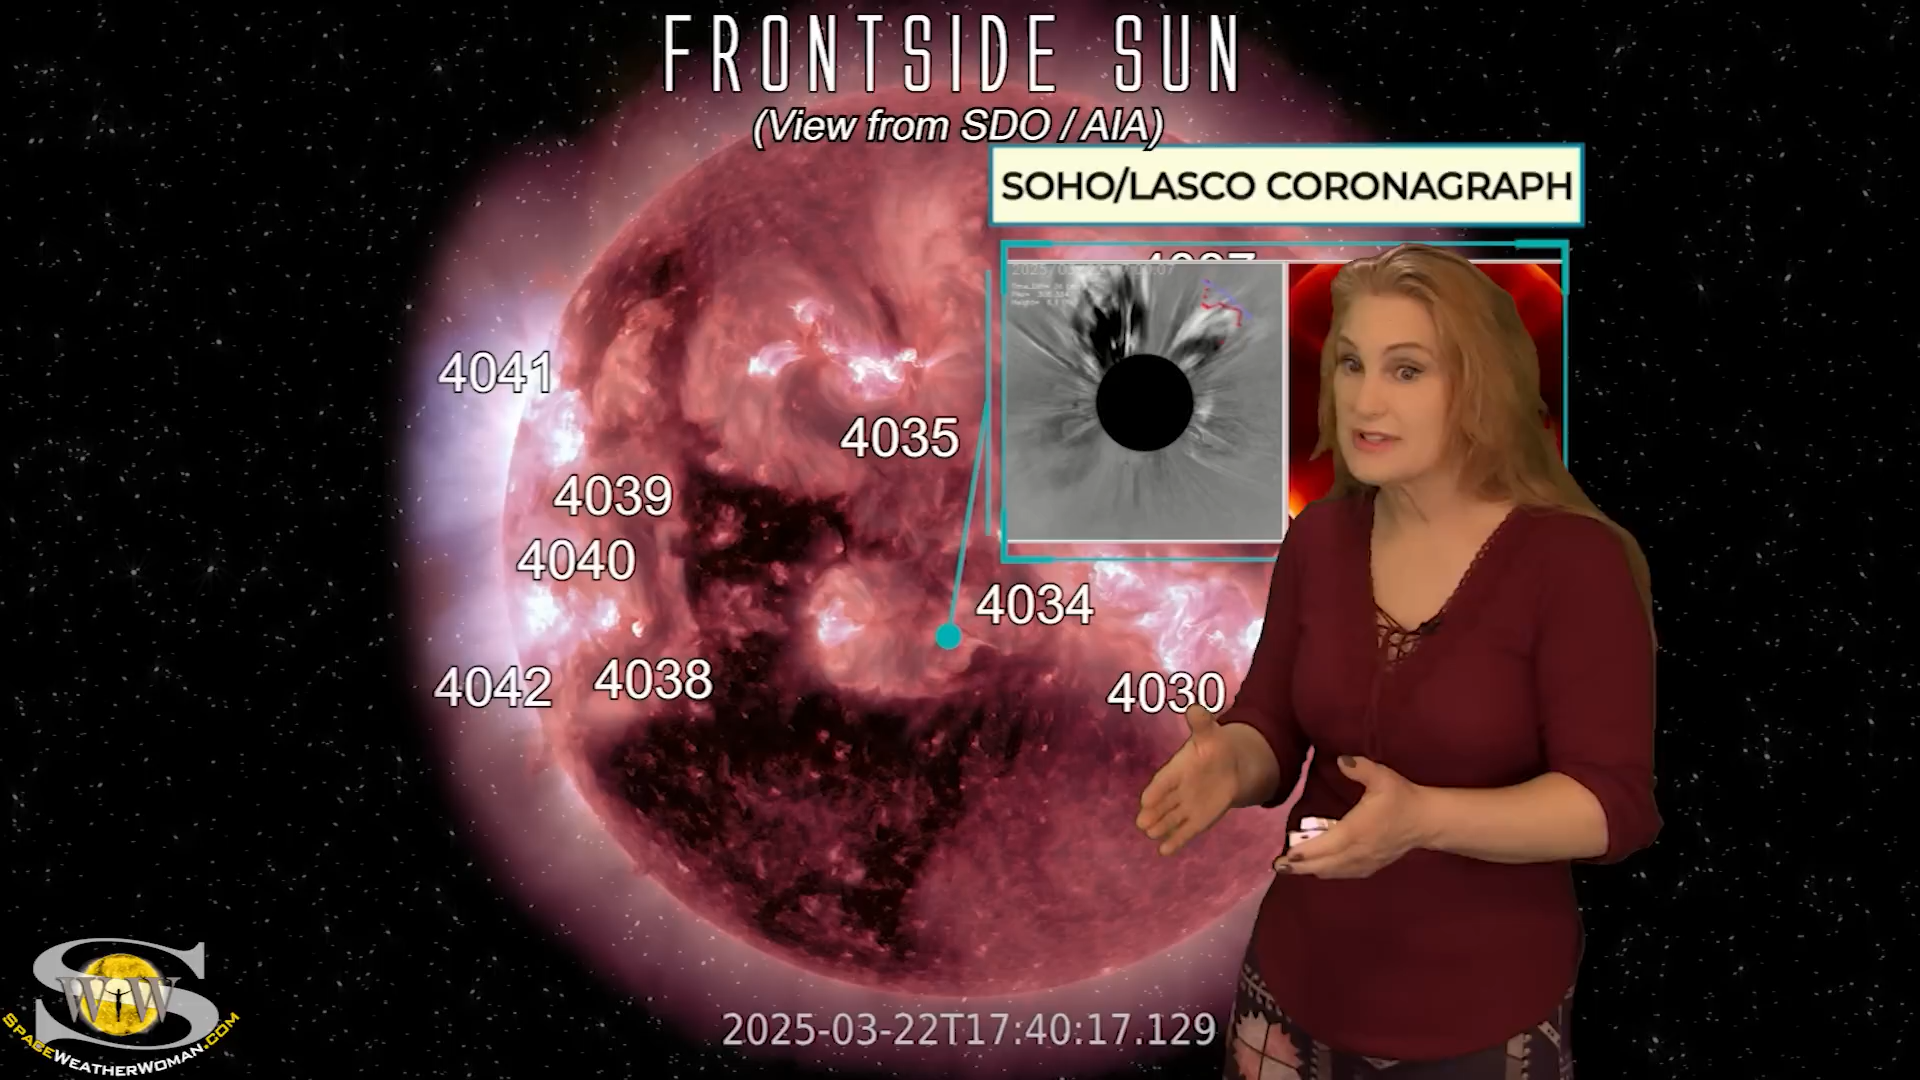 FRONTSIDE SUN
(View from SDO / AIA)
SOHO/LASCO CORONAGRAPH
4041
4035
4039
4040
4034
4042
4038
4030
2025-03-22T17:40:17.129
SWW
SPACEWEATHERWOMAN.COM